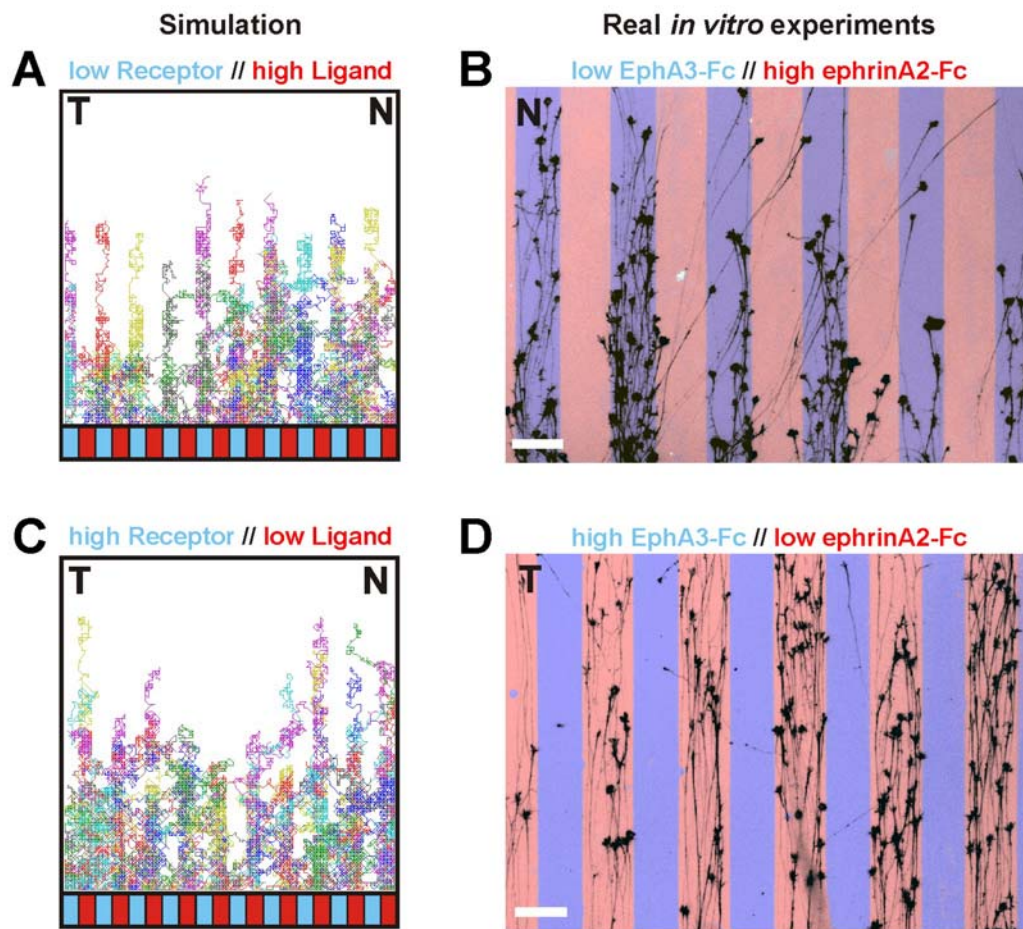 Simulation
Real in vitro experiments
A
low Receptor // high Ligand
T
N
B
low EphA3-Fc // high ephrinA2-Fc
N
C
high Receptor // low Ligand
T
N
D
high EphA3-Fc // low ephrinA2-Fc
T